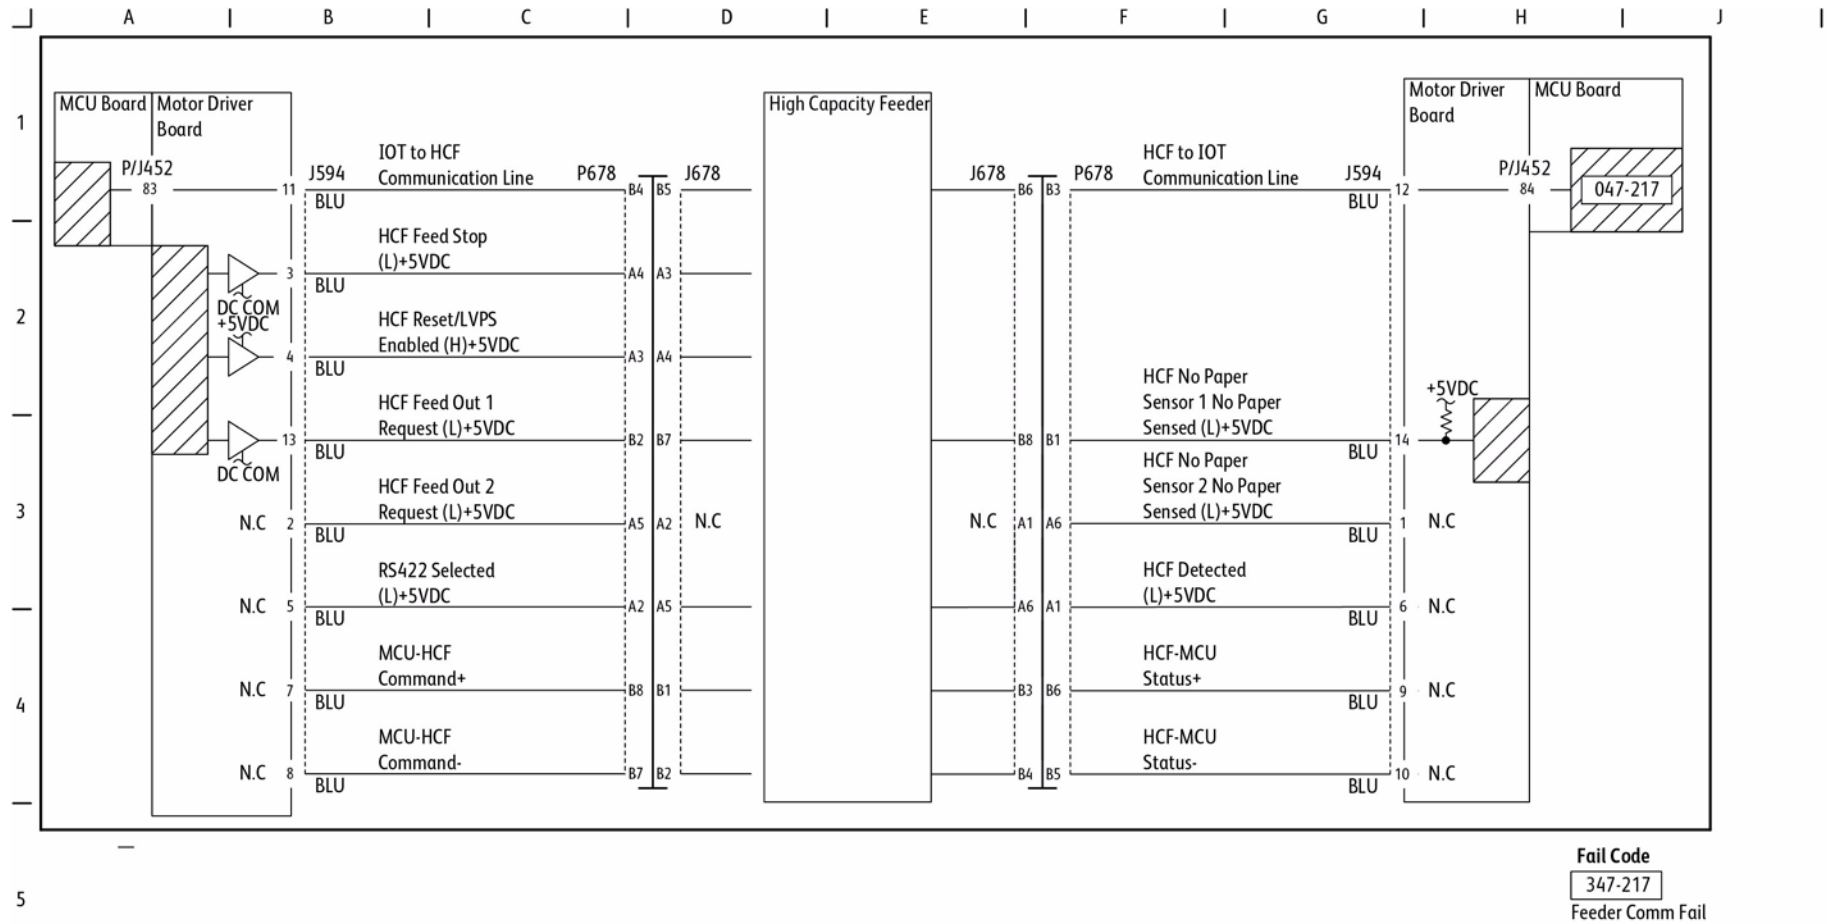 A B C D E F G H J
1
2
3
4
5
MCU Board
Motor Driver
Board
P/J452
83
11
J594
BLU
IOT to HCF
Communication Line
P678
B4
B5
J678
3
BLU
HCF Feed Stop
(L)+5VDC
A4
A3
DC COM
+5VDC
4
BLU
HCF Reset/LVPS
Enabled (H)+5VDC
A3
A4
13
BLU
HCF Feed Out 1
Request (L)+5VDC
B2
B7
DC COM
N.C
2
BLU
HCF Feed Out 2
Request (L)+5VDC
A5
A2
N.C
N.C
5
BLU
RS422 Selected
(L)+5VDC
A2
A5
N.C
7
BLU
MCU-HCF
Command+
B8
B1
N.C
8
BLU
MCU-HCF
Command-
B7
B2
High Capacity Feeder
J678
B6
B3
P678
HCF to IOT
Communication Line
J594
BLU
12
Motor Driver
Board
MCU Board
P/J452
84
047-217
B8
B1
HCF No Paper
Sensor 1 No Paper
Sensed (L)+5VDC
BLU
14
+5VDC
N.C
A1
A6
HCF No Paper
Sensor 2 No Paper
Sensed (L)+5VDC
BLU
1
N.C
A6
A1
HCF Detected
(L)+5VDC
BLU
6
N.C
B3
B6
HCF-MCU
Status+
BLU
9
N.C
B4
B5
HCF-MCU
Status-
BLU
10
N.C
Fail Code
347-217
Feeder Comm Fail